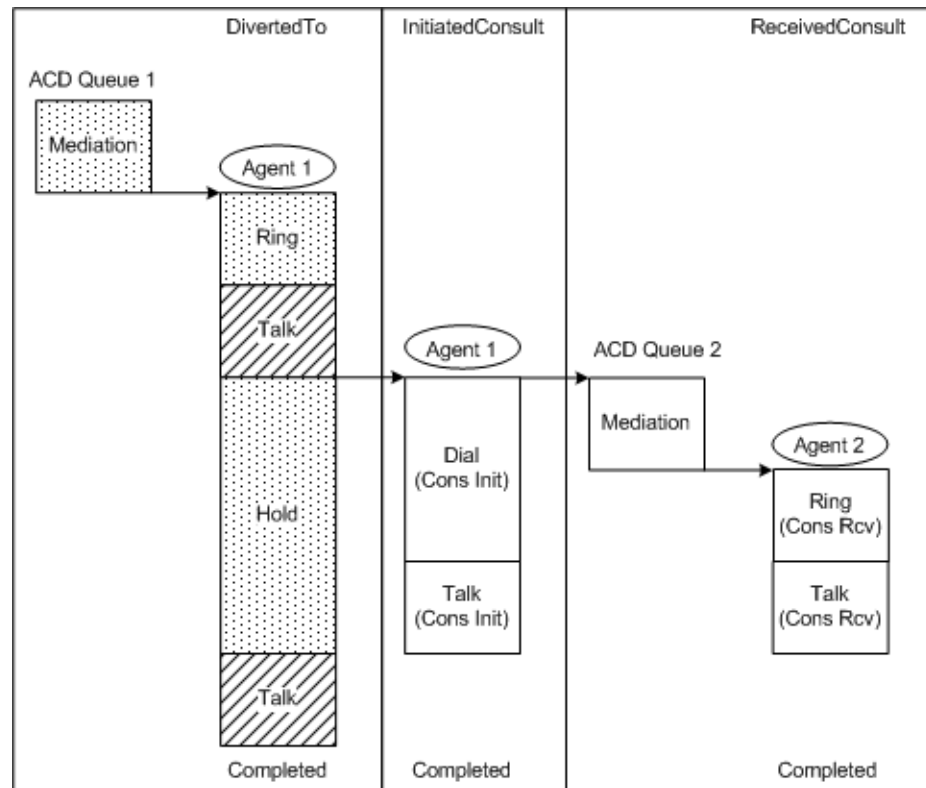 DivertedTo
InitiatedConsult
ReceivedConsult
ACD Queue 1
Mediation
Agent 1
Ring
Talk
Hold
Talk
Agent 1
Dial
(Cons Init)
Talk
(Cons Init)
ACD Queue 2
Mediation
Agent 2
Ring
(Cons Rcv)
Talk
(Cons Rcv)
Completed
Completed
Completed